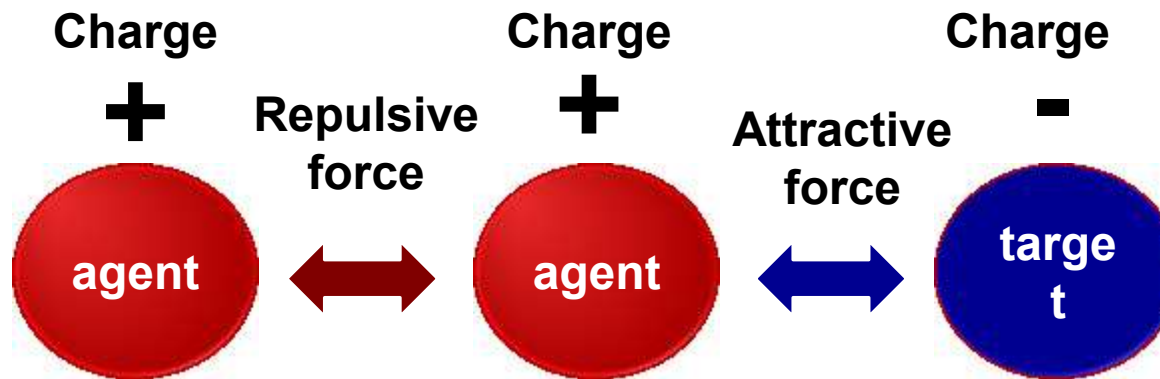 Charge
Charge
Charge
+
+
-
Repulsive
force
Attractive
force
agent
agent
targe
t